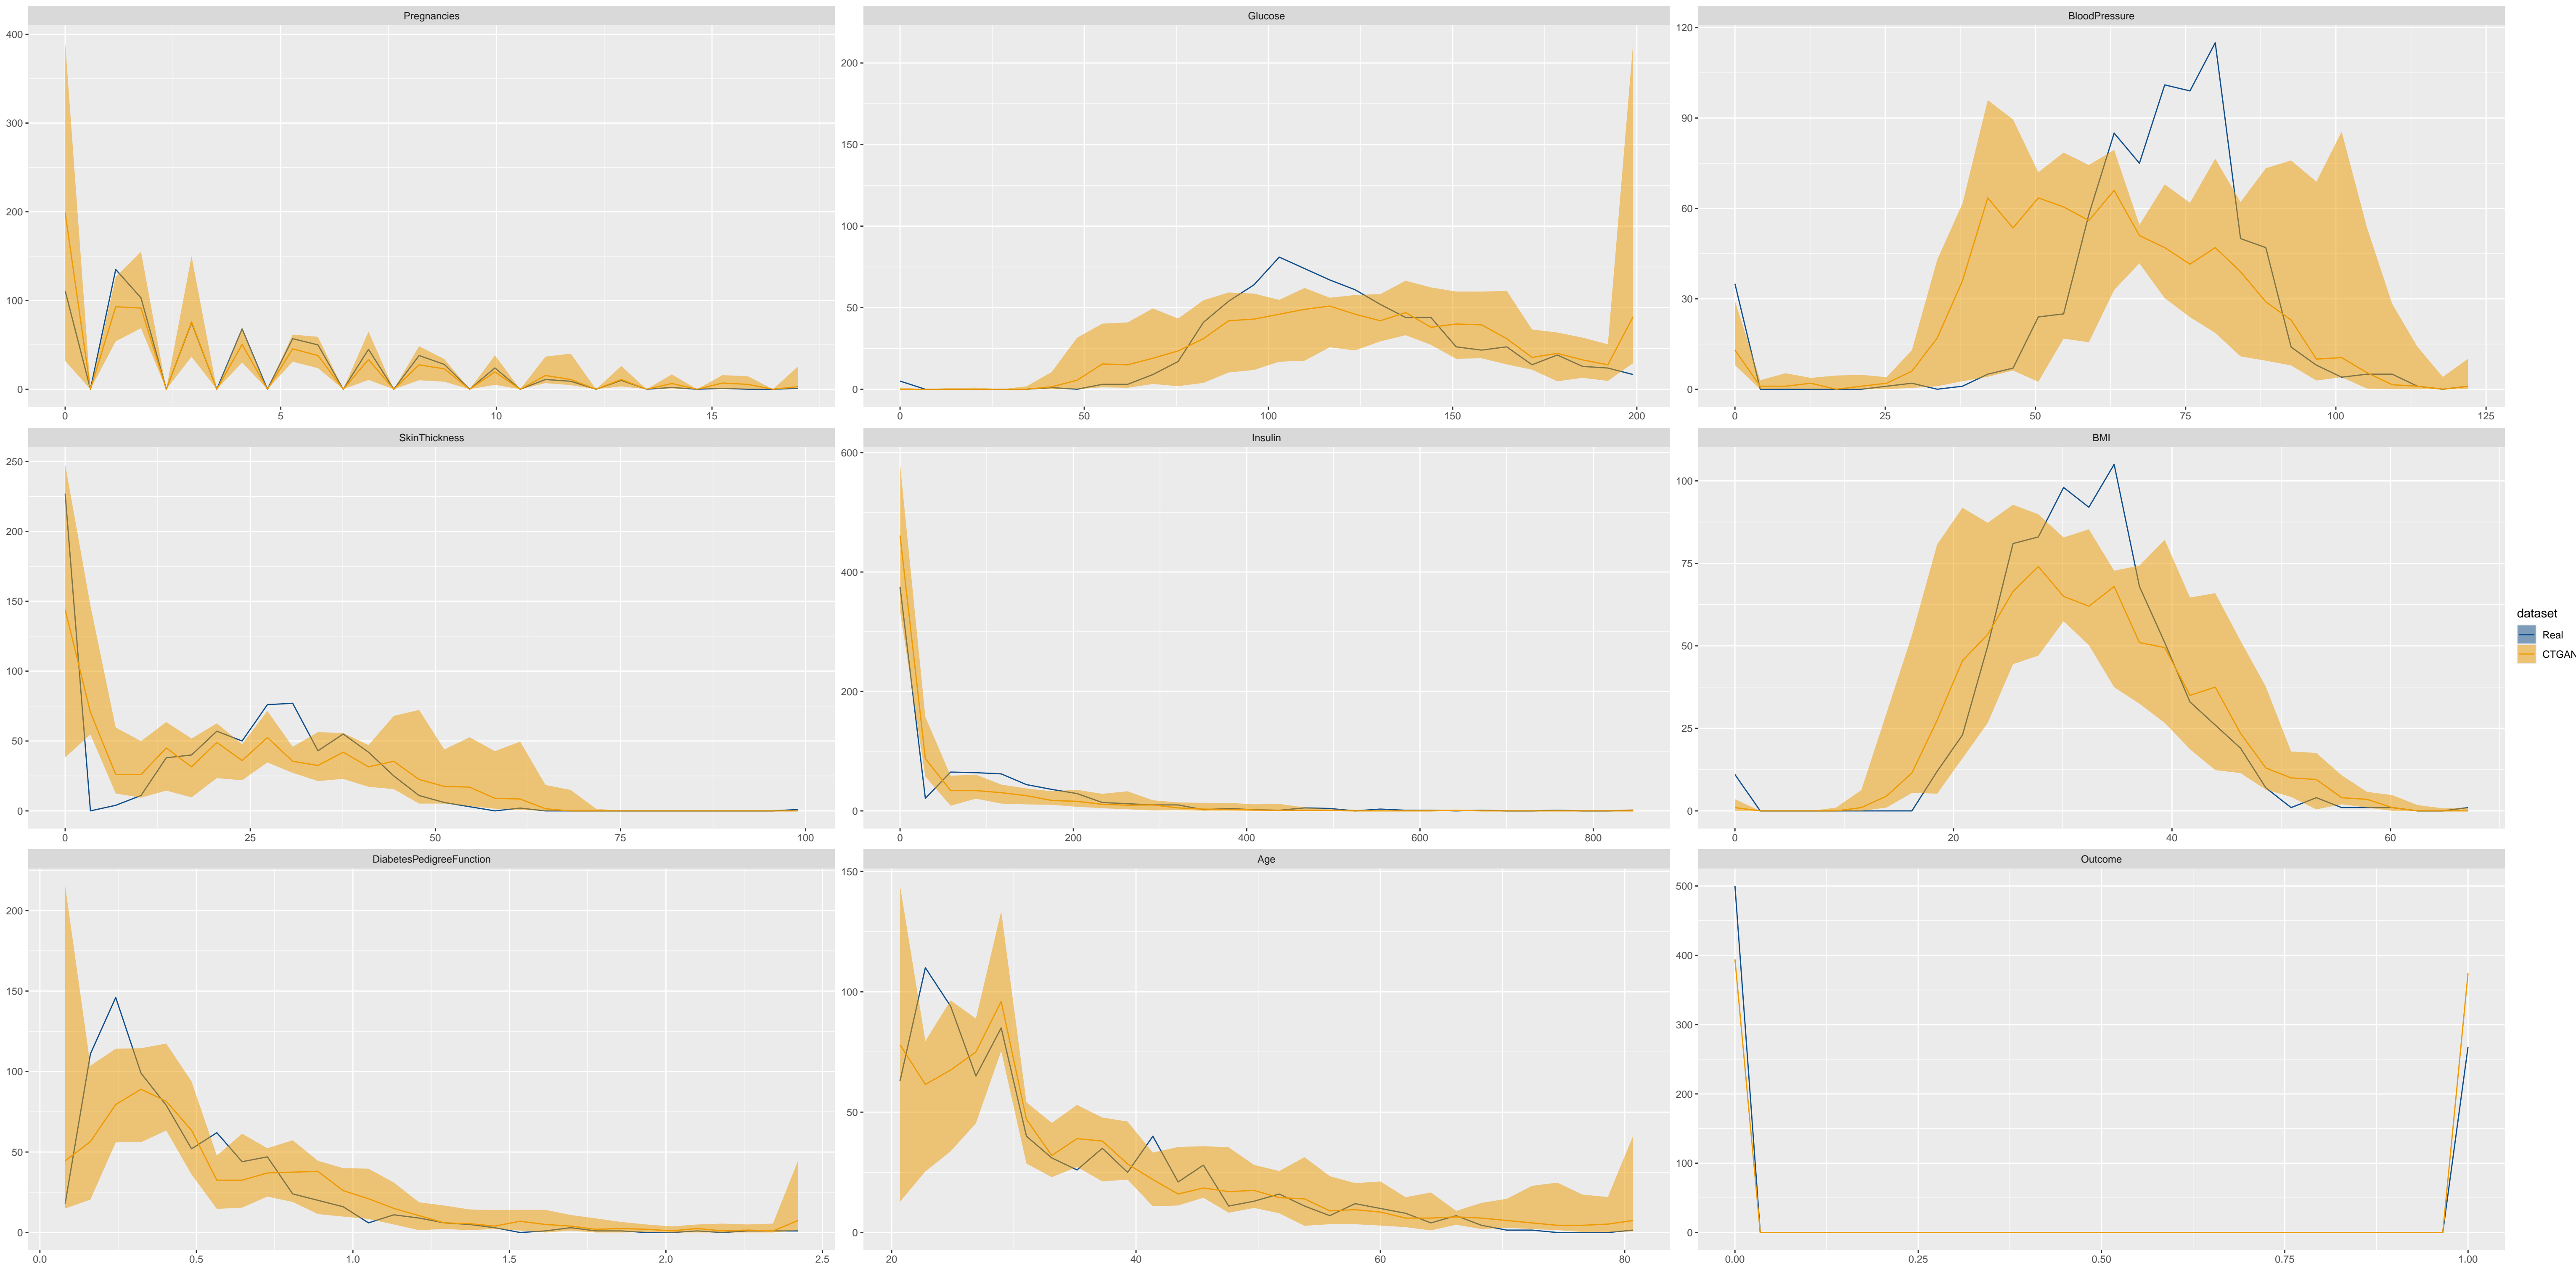 Pregnancies
400
300
200
100
0
0 5 10 15
Glucose
200
150
100
50
0
0 50 100 150 200
BloodPressure
120
90
60
30
0
0 25 50 75 100 125
SkinThickness
250
200
150
100
50
0
0 25 50 75 100
Insulin
600
400
200
0
0 200 400 600 800
BMI
100
75
50
25
0
0 20 40 60
dataset
Real
CTGAN
DiabetesPedigreeFunction
200
150
100
50
0
0.0 0.5 1.0 1.5 2.0 2.5
Age
150
100
50
0
20 40 60 80
Outcome
500
400
300
200
100
0
0.00 0.25 0.50 0.75 1.00